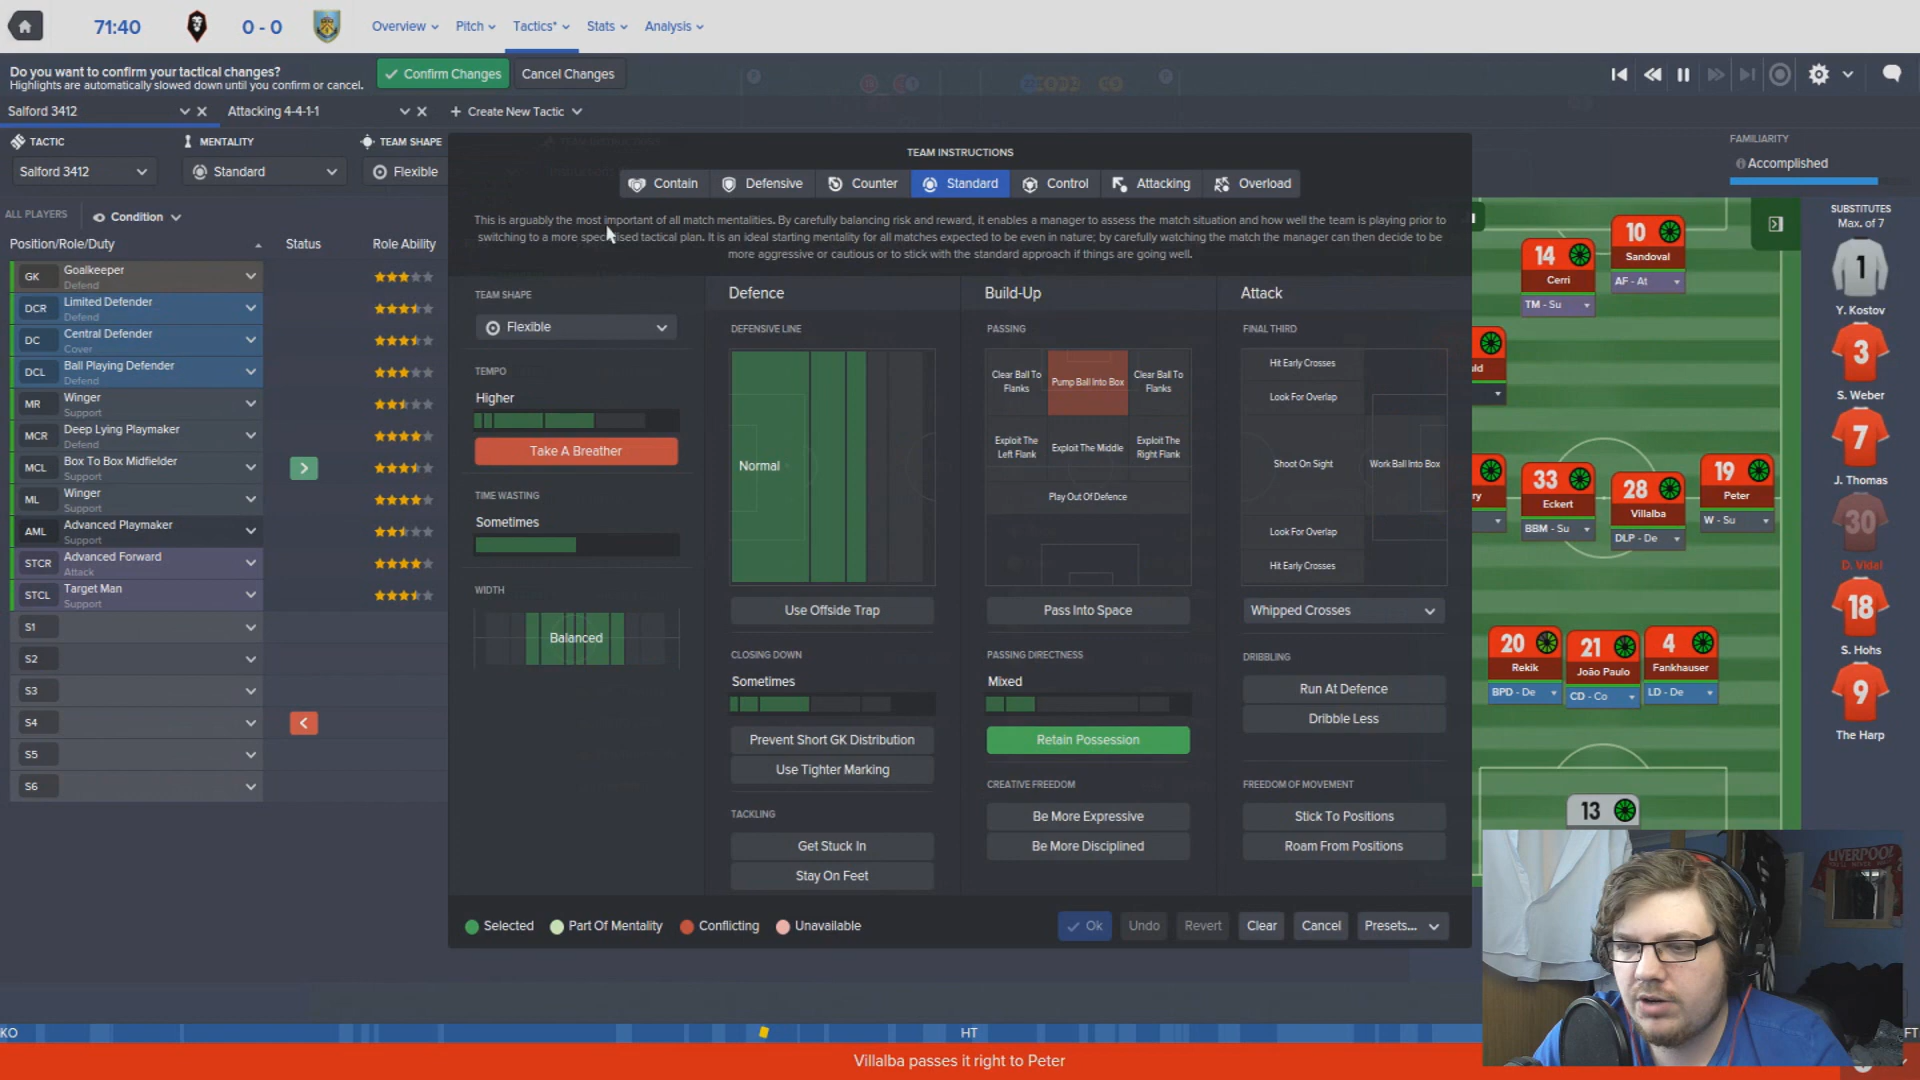 71:40
0 - 0
Overview
Pitch
Tactics*
Stats
Analysis
Do you want to confirm your tactical changes?
Highlights are automatically slowed down until you confirm or cancel.
Confirm Changes
Cancel Changes
Salford 3412
Attacking 4-4-1-1
+ Create New Tactic
TACTIC
MENTALITY
TEAM SHAPE
Salford 3412
Standard
Flexible
ALL PLAYERS
Condition
Position/Role/Duty
Status
Role Ability
GK
Goalkeeper
Defend
DCR
Limited Defender
Defend
DC
Central Defender
Cover
DCL
Ball Playing Defender
Defend
MR
Winger
Support
MCR
Deep Lying Playmaker
Defend
MCL
Box To Box Midfielder
Support
ML
Winger
Support
AML
Advanced Playmaker
Support
STCR
Advanced Forward
Attack
STCL
Target Man
Support
S1
S2
S3
S4
S5
S6
TEAM INSTRUCTIONS
Contain
Defensive
Counter
Standard
Control
Attacking
Overload
This is arguably the most important of all match mentalities. By carefully balancing risk and reward, it enables a manager to assess the match situation and how well the team is playing prior to
switching to a more specialised tactical plan. It is an ideal starting mentality for all matches expected to be even in nature; by carefully watching the match the manager can then decide to be
more aggressive or cautious or to stick with the standard approach if things are going well.
TEAM SHAPE
Flexible
TEMPO
Higher
Take A Breather
TIME WASTING
Sometimes
WIDTH
Balanced
Defence
DEFENSIVE LINE
Normal
Use Offside Trap
CLOSING DOWN
Sometimes
Prevent Short GK Distribution
Use Tighter Marking
TACKLING
Get Stuck In
Stay On Feet
Build-Up
PASSING
Clear Ball To
Flanks
Pump Ball Into Box
Clear Ball To
Flanks
Exploit The
Left Flank
Exploit The Middle
Exploit The
Right Flank
Play Out Of Defence
Pass Into Space
PASSING DIRECTNESS
Mixed
Retain Possession
CREATIVE FREEDOM
Be More Expressive
Be More Disciplined
Attack
FINAL THIRD
Hit Early Crosses
Look For Overlap
Shoot On Sight
Work Ball Into Box
Look For Overlap
Hit Early Crosses
Whipped Crosses
DRIBBLING
Run At Defence
Dribble Less
FREEDOM OF MOVEMENT
Stick To Positions
Roam From Positions
Selected
Part Of Mentality
Conflicting
Unavailable
Ok
Undo
Revert
Clear
Cancel
Presets...
FAMILIARITY
Accomplished
SUBSTITUTES
Max. of 7
1
Y. Kostov
3
S. Weber
7
J. Thomas
30
D. Vidal
18
S. Hohs
9
The Harp
14
Cerri
TM - Su
10
Sandoval
AF - At
33
Eckert
BBM - Su
28
Villalba
DLP - De
19
Peter
W - Su
20
Rekik
BPD - De
21
João Paulo
CD - Co
4
Fankhauser
LD - De
13
LIVERPOOL
KO
HT
FT
Villalba passes it right to Peter